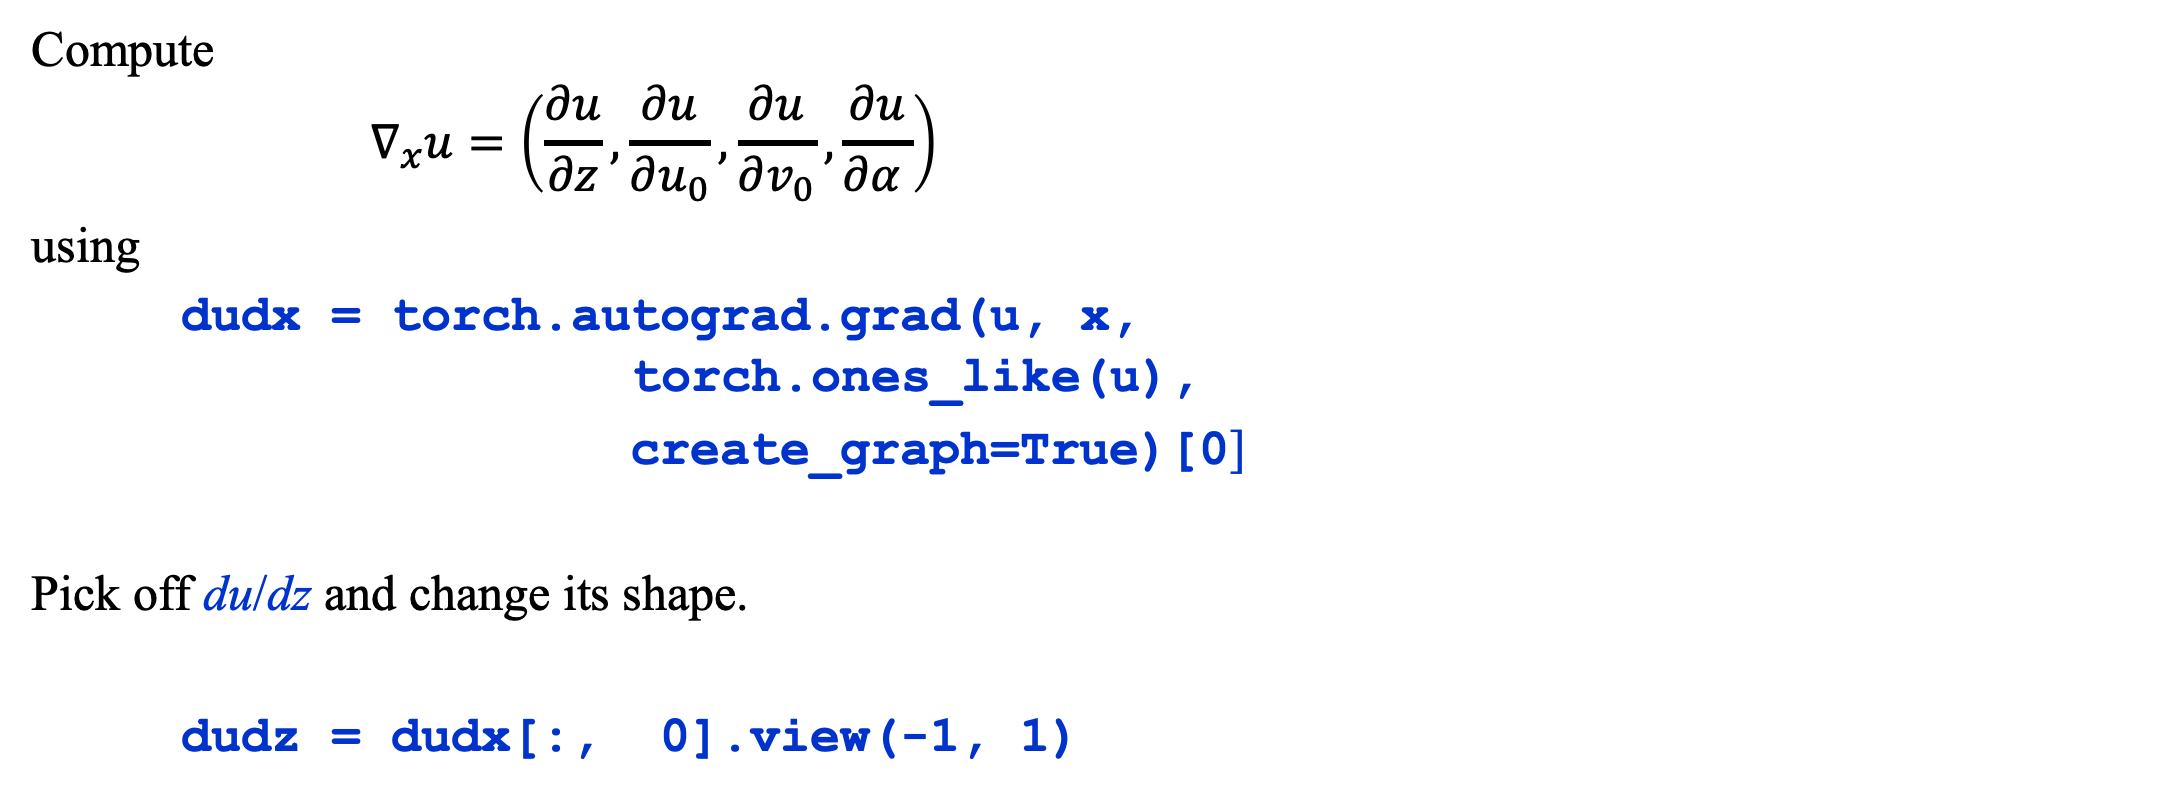 Compute
∇ₓu = (∂u/∂z, ∂u/∂u₀, ∂u/∂v₀, ∂u/∂α)
using
dudx = torch.autograd.grad(u, x,
torch.ones_like(u),
create_graph=True)[0]
Pick off du/dz and change its shape.
dudz = dudx[:, 0].view(-1, 1)